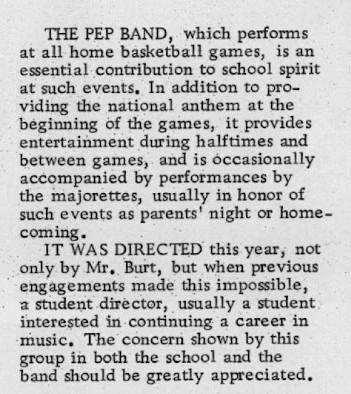 THE PEP BAND, which performs
at all home basketball games, is an
essential contribution to school spirit
at such events. In addition to pro-
viding the national anthem at the
beginning of the games, it provides
entertainment during halftimes and
between games, and is occasionally
accompanied by performances by
the majorettes, usually in honor of
such events as parents' night or home-
coming.
IT WAS DIRECTED this year, not
only by Mr. Burt, but when previous
engagements made this impossible,
a student director, usually a student
interested in continuing a career in
music. The concern shown by this
group in both the school and the
band should be greatly appreciated.